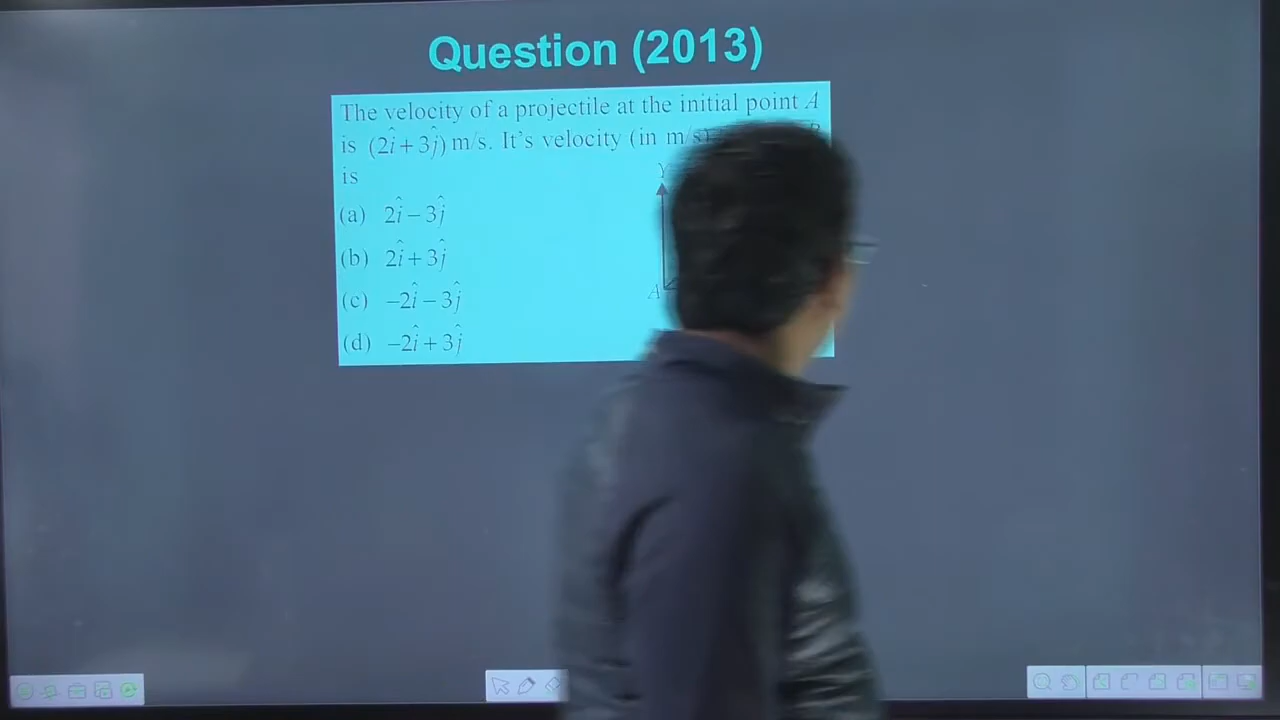 Question (2013)
The velocity of a projectile at the initial point A
is (2î + 3ĵ) m/s. It's velocity (in m/s)
is
Y
(a) 2î − 3ĵ
(b) 2î + 3ĵ
A
(c) −2î − 3ĵ
(d) −2î + 3ĵ